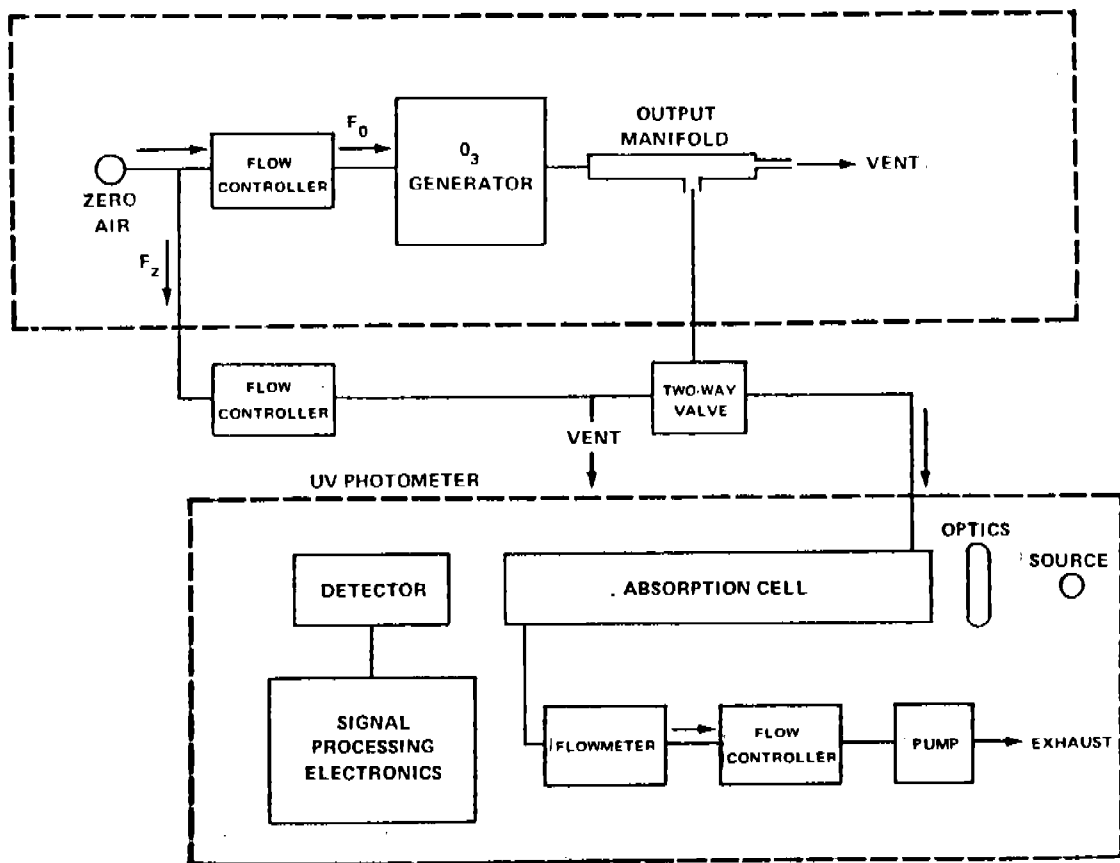 OUTPUT
MANIFOLD
F0
O3
GENERATOR
FLOW
CONTROLLER
VENT
ZERO
AIR
Fz
FLOW
CONTROLLER
TWO-WAY
VALVE
VENT
UV PHOTOMETER
OPTICS
SOURCE
DETECTOR
ABSORPTION CELL
SIGNAL
PROCESSING
ELECTRONICS
FLOWMETER
FLOW
CONTROLLER
PUMP
EXHAUST